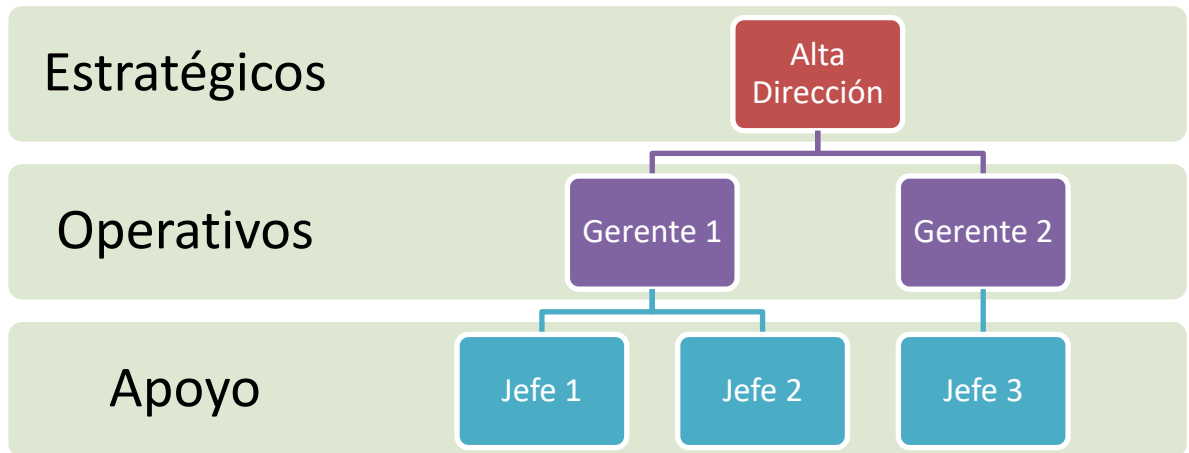 Estratégicos
Alta
Dirección
Operativos
Gerente 1
Gerente 2
Apoyo
Jefe 1
Jefe 2
Jefe 3